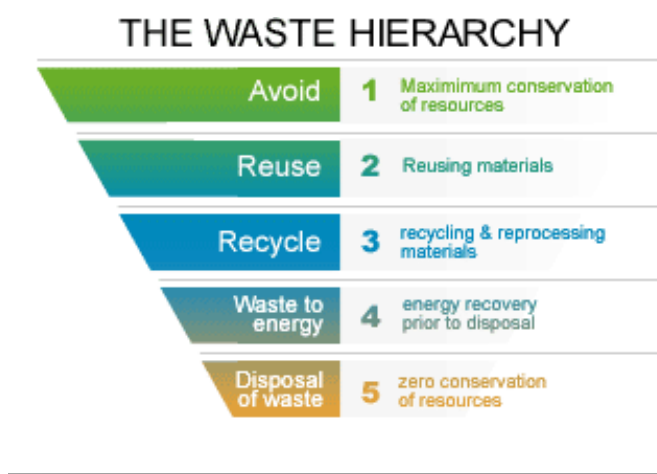 THE WASTE HIERARCHY
Avoid 1 Maximimum conservation
of resources
Reuse 2 Reusing materials
Recycle 3 recycling & reprocessing
materials
Waste to
energy 4 energy recovery
prior to disposal
Disposal
of waste 5 zero conservation
of resources